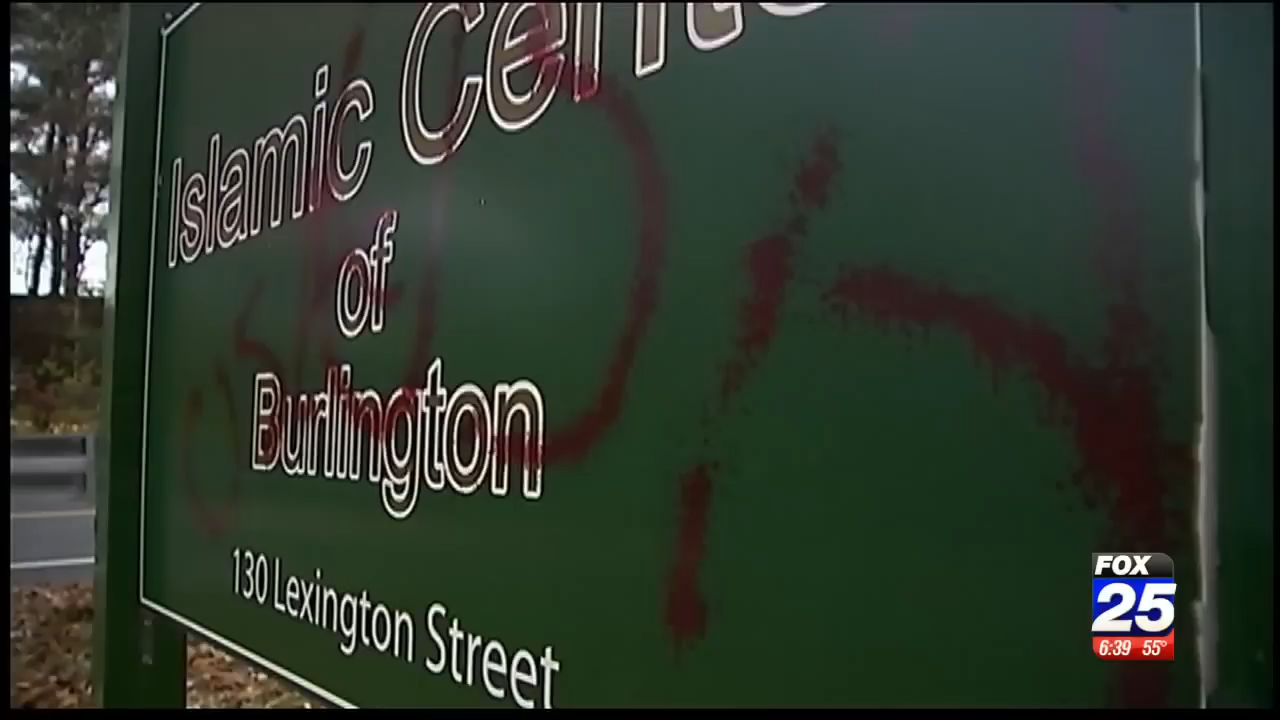 Islamic Cente
of
Burlington
130 Lexington Street
FOX
25
6:39 55°